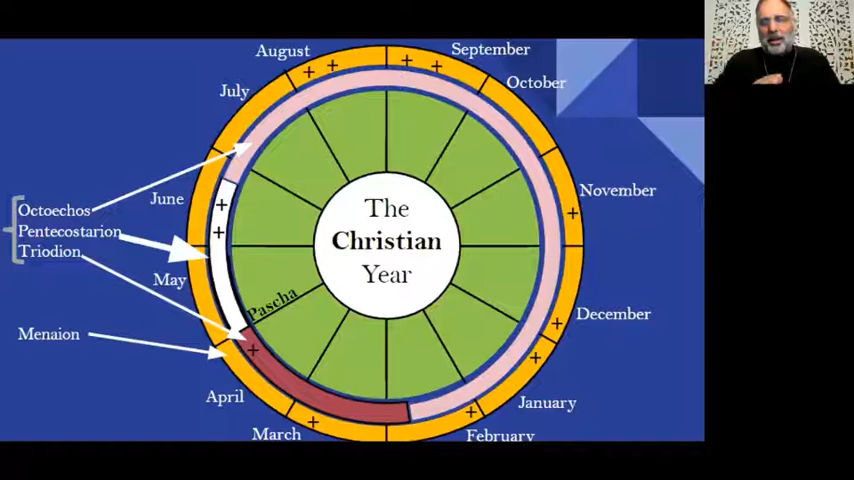 August
September
July
October
June
November
Octoechos
Pentecostarion
Triodion
The
Christian
Year
May
Pascha
Menaion
December
April
January
March
February